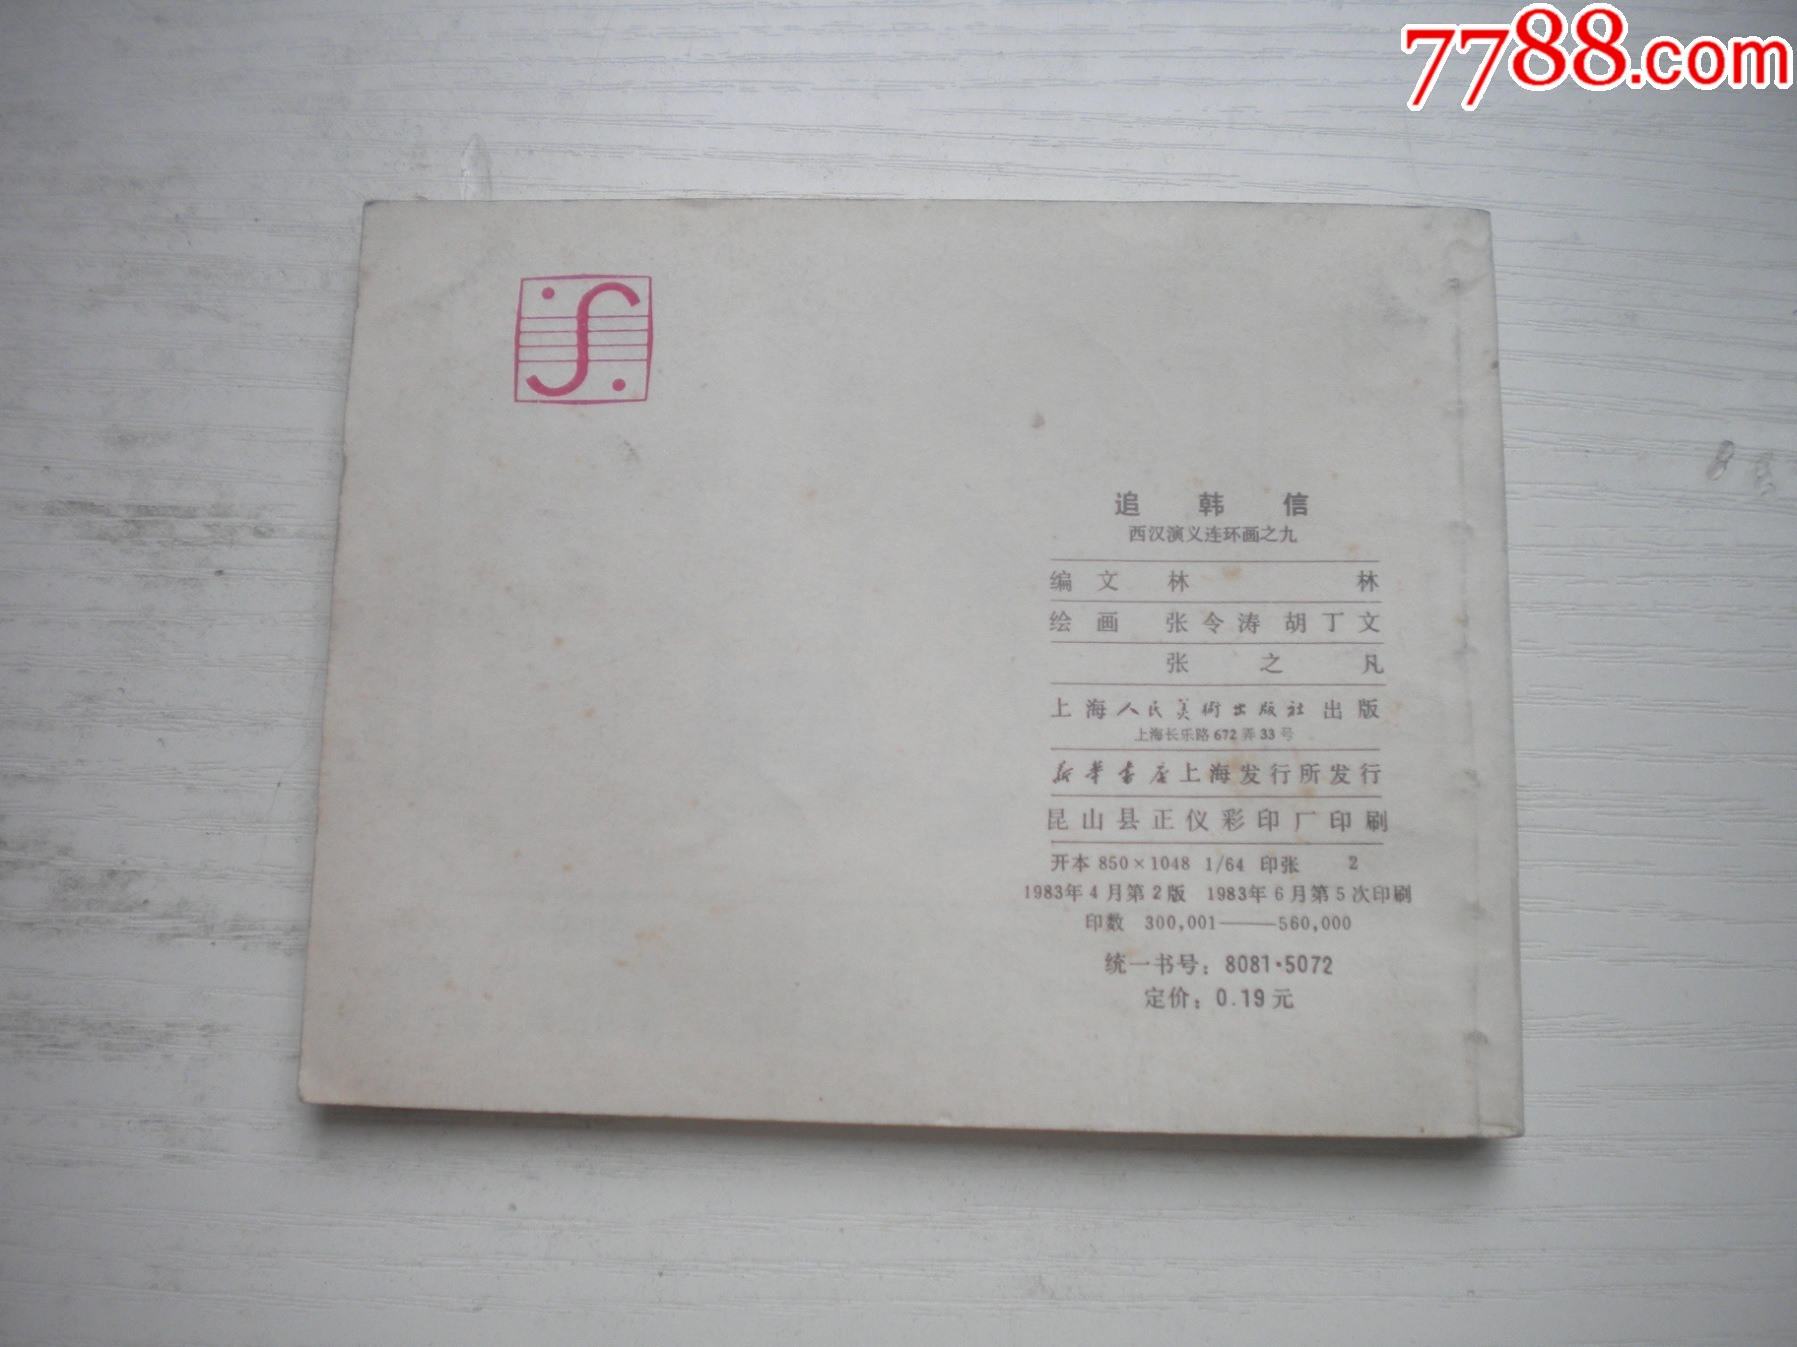 7788.com
追韩信
西汉演义连环画之九
编文 林林
绘画 张令涛 胡丁文
张之凡
上海人民美術出版社出版
上海长乐路672弄33号
新华书店上海发行所发行
昆山县正仪彩印厂印刷
开本 850×1048 1/64 印张 2
1983年4月第2版 1983年6月第5次印刷
印数 300,001——560,000
统一书号：8081·5072
定价：0.19元